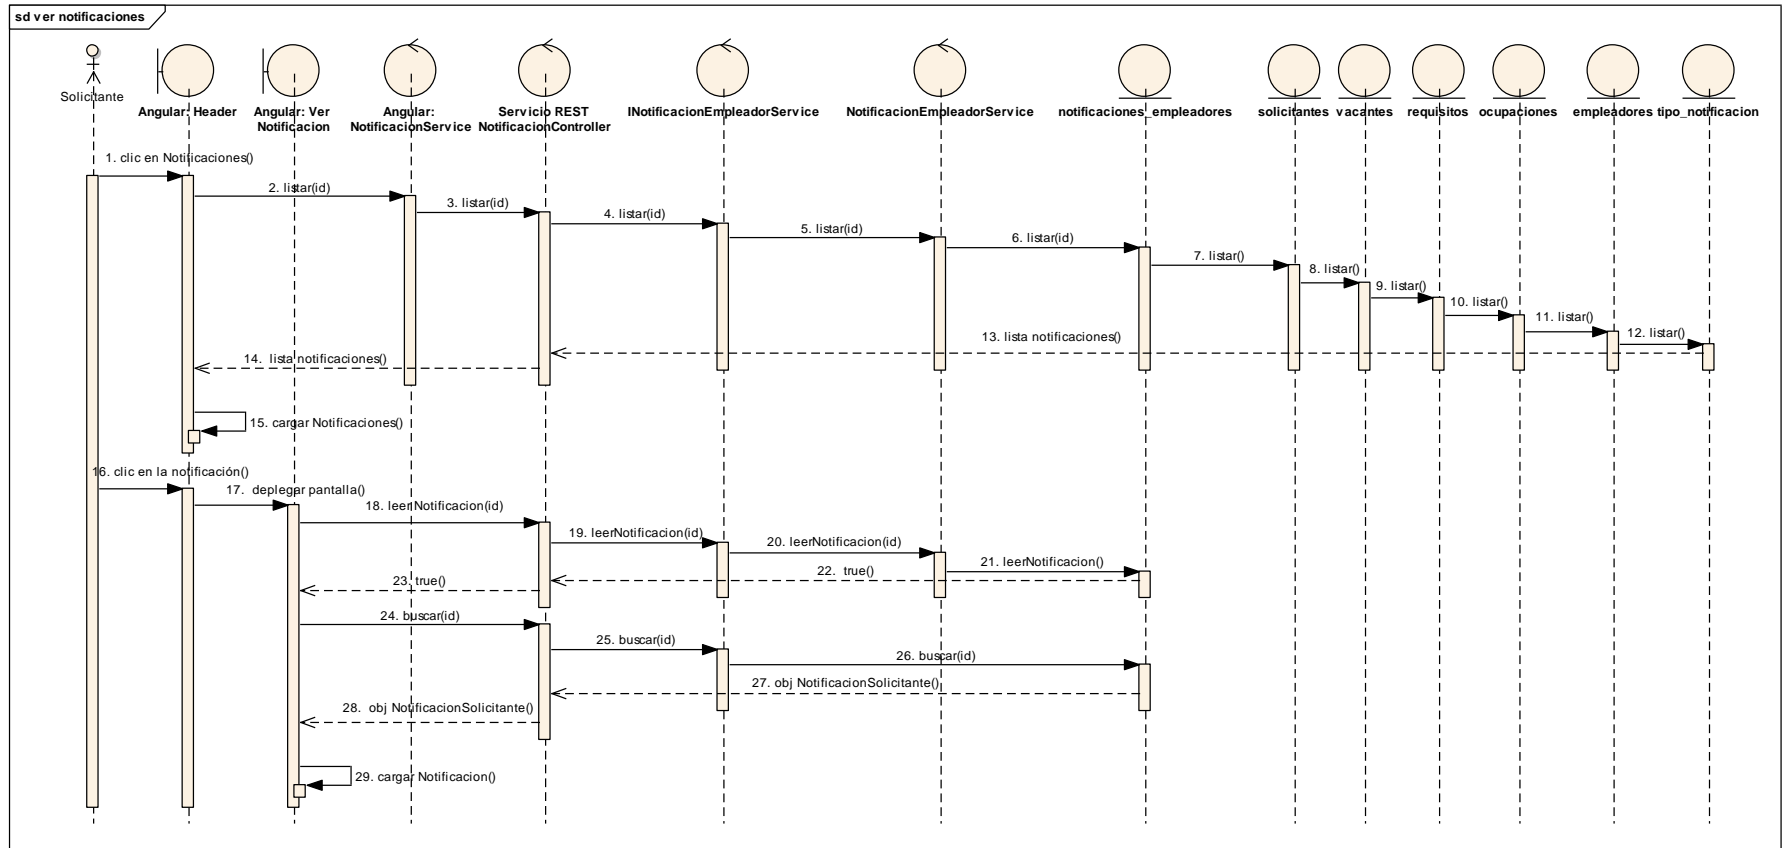 sd ver notificaciones
Solicitante
Angular: Header
Angular: Ver
Notificacion
Angular:
NotificacionService
Servicio REST
NotificacionController
INotificacionEmpleadorService
NotificacionEmpleadorService
notificaciones_empleadores
solicitantes
vacantes
requisitos
ocupaciones
empleadores
tipo_notificacion
1. clic en Notificaciones()
2. listar(id)
3. listar(id)
4. listar(id)
5. listar(id)
6. listar(id)
7. listar()
8. listar()
9. listar()
10. listar()
11. listar()
12. listar()
13. lista notificaciones()
14. lista notificaciones()
15. cargar Notificaciones()
16. clic en la notificación()
17. deplegar pantalla()
18. leerNotificacion(id)
19. leerNotificacion(id)
20. leerNotificacion(id)
21. leerNotificacion()
22. true()
23. true()
24. buscar(id)
25. buscar(id)
26. buscar(id)
27. obj NotificacionSolicitante()
28. obj NotificacionSolicitante()
29. cargar Notificacion()